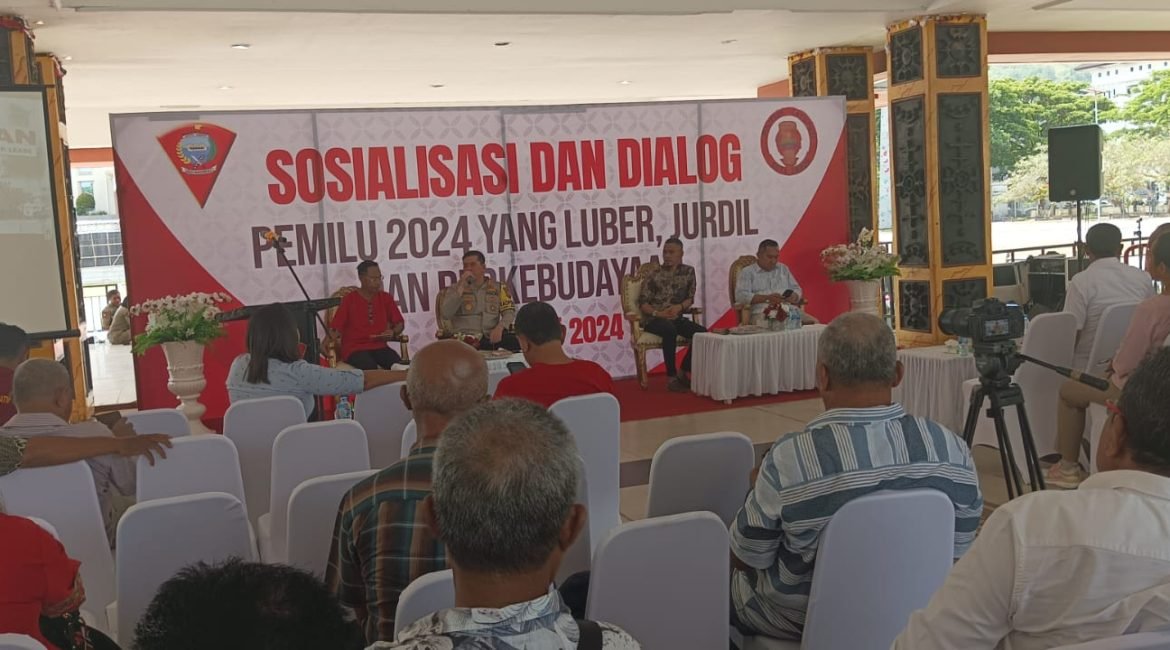 SOSIALISASI DAN DIALOG
PEMILU 2024 YANG LUBER, JURDIL
2024